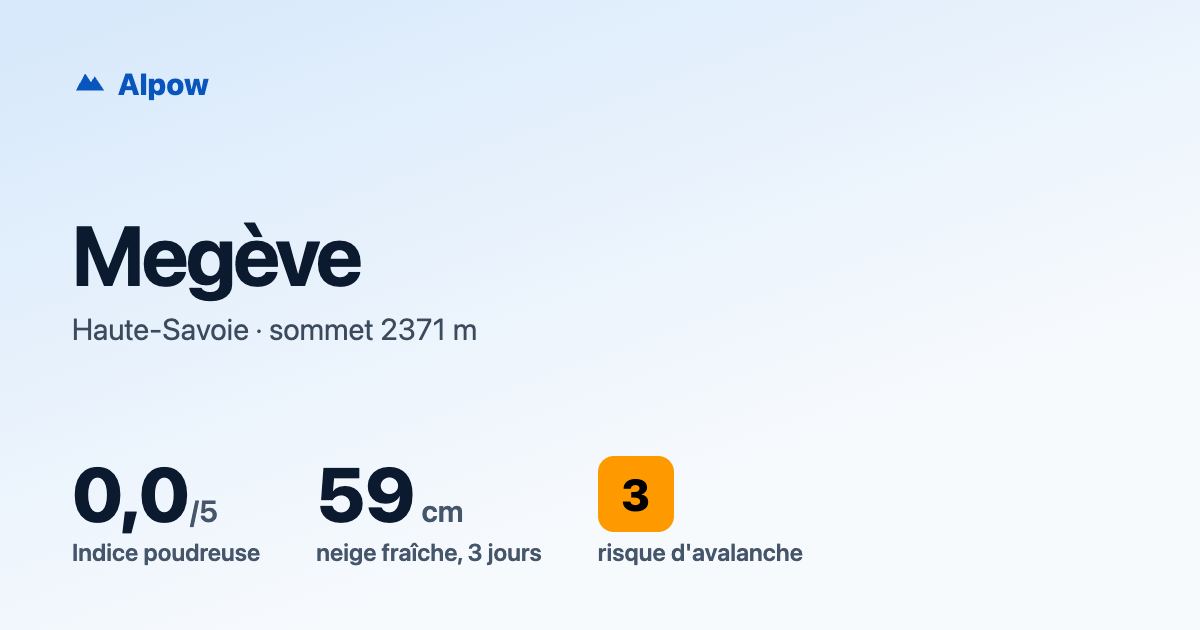 Alpow
Megève
Haute-Savoie · sommet 2371 m
0,0/5
Indice poudreuse
59 cm
neige fraîche, 3 jours
3
risque d'avalanche